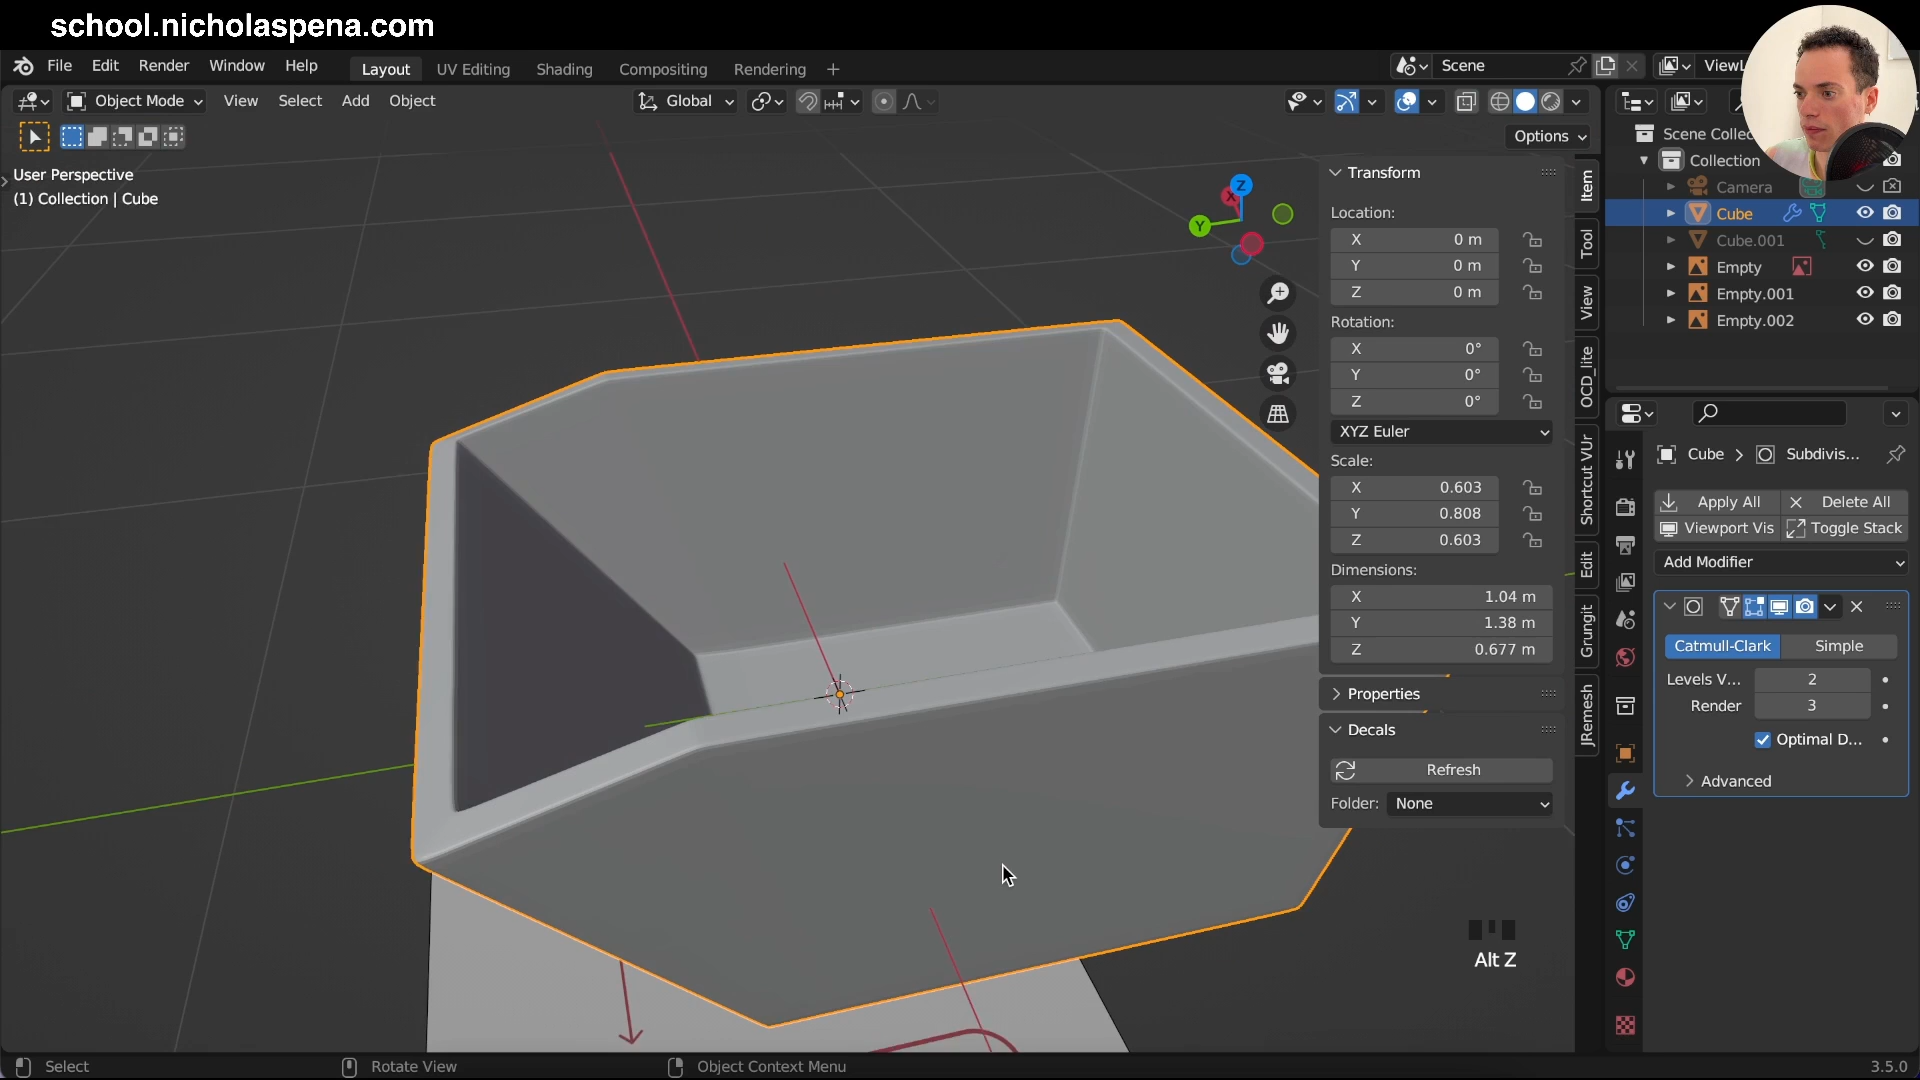 school.nicholaspena.com
File Edit Render Window Help Layout UV Editing Shading Compositing Rendering + Scene
Object Mode View Select Add Object Global
Options
User Perspective
(1) Collection | Cube
Z
X
Y
Transform
Location:
X 0 m
Y 0 m
Z 0 m
Rotation:
X 0°
Y 0°
Z 0°
XYZ Euler
Scale:
X 0.603
Y 0.808
Z 0.603
Dimensions:
X 1.04 m
Y 1.38 m
Z 0.677 m
Properties
Decals
Refresh
Folder: None
Item
Tool
View
OCD_lite
Shortcut VUr
Edit
Grungit
JRemesh
Alt Z
Collection
Camera
Cube
Cube.001
Empty
Empty.001
Empty.002
Cube > Subdivis...
Apply All Delete All
Viewport Vis Toggle Stack
Add Modifier
Catmull-Clark Simple
Levels V... 2
Render 3
Optimal D...
Advanced
Select Rotate View Object Context Menu 3.5.0